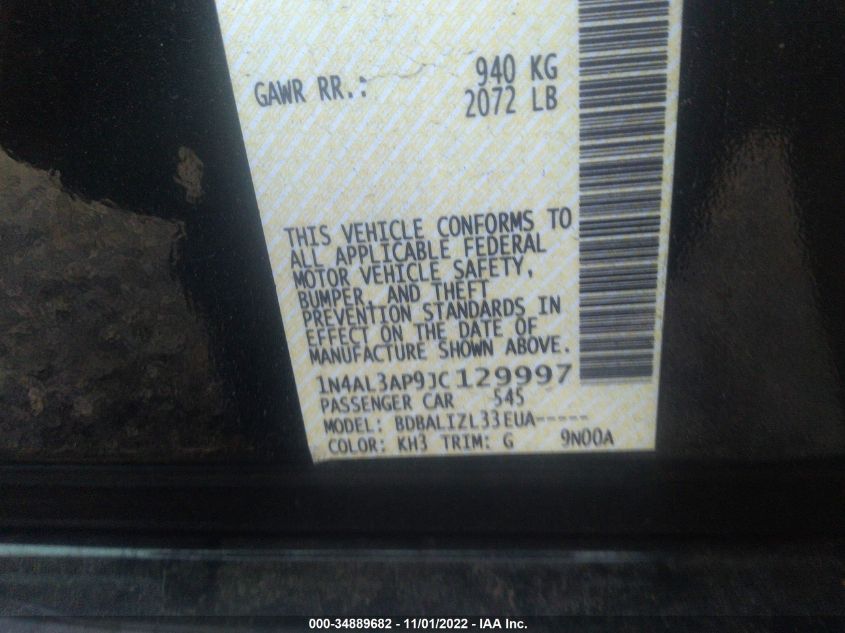 GAWR RR.: 940 KG
2072 LB
THIS VEHICLE CONFORMS TO
ALL APPLICABLE FEDERAL
MOTOR VEHICLE SAFETY,
BUMPER, AND THEFT
PREVENTION STANDARDS IN
EFFECT ON THE DATE OF
MANUFACTURE SHOWN ABOVE.
1N4AL3AP9JC129997
PASSENGER CAR 545
MODEL: BDBALIZL33EUA-----
COLOR: KH3 TRIM: G 9N00A
000-34889682 - 11/01/2022 - IAA Inc.